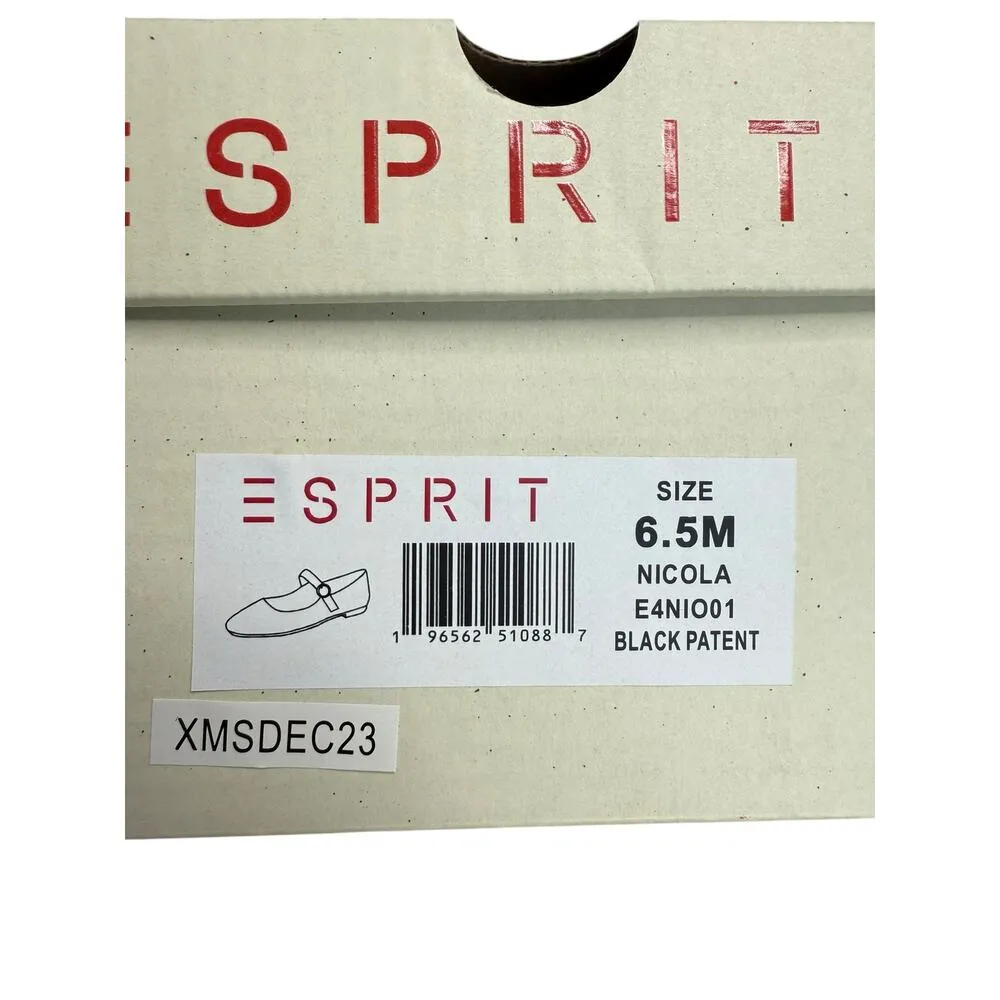 ESPRIT
ESPRIT
SIZE
6.5M
NICOLA
E4NIO01
BLACK PATENT
1 96562 51088 7
XMSDEC23